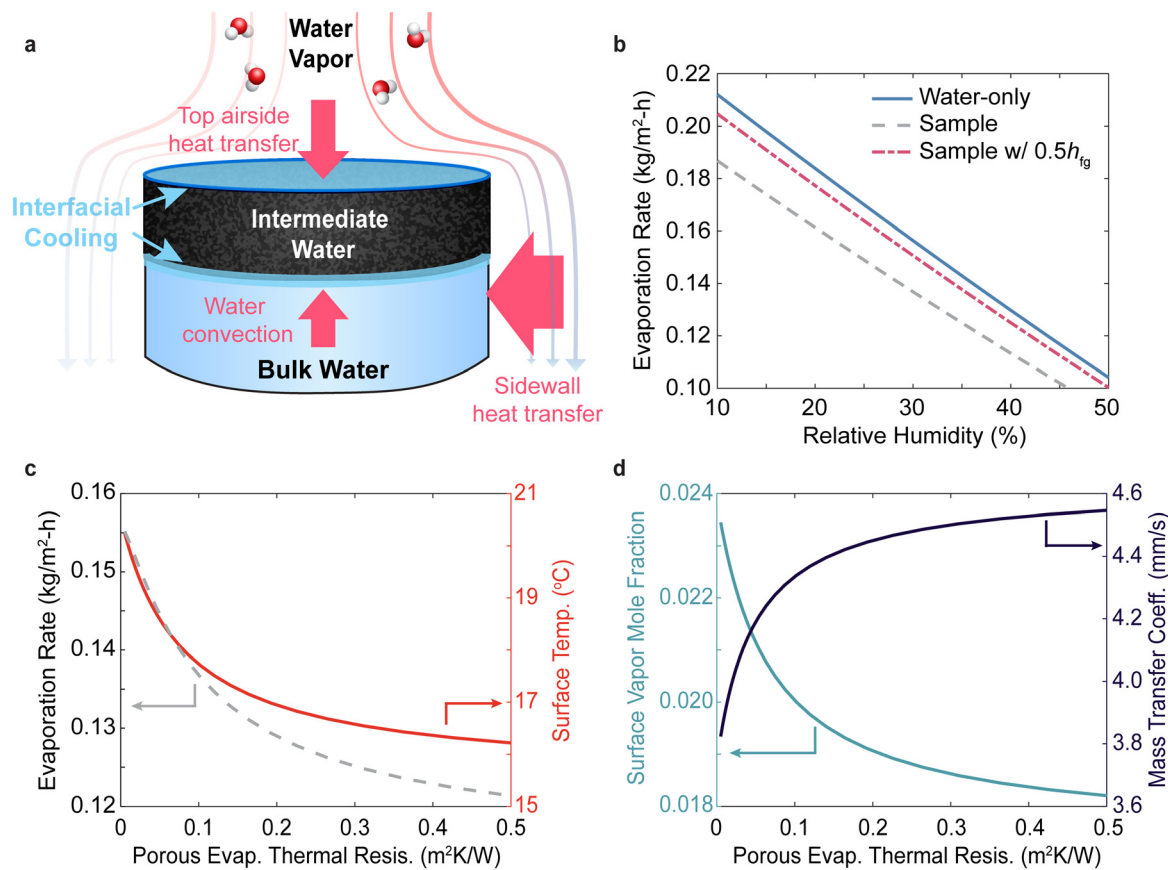 a
Water
Vapor
Top airside
heat transfer
Interfacial
Cooling
Intermediate
Water
Water
convection
Bulk Water
Sidewall
heat transfer
b
Evaporation Rate (kg/m²-h)
0.22
0.20
0.18
0.16
0.14
0.12
0.10
Water-only
Sample
Sample w/ 0.5hfg
10
20
30
40
50
Relative Humidity (%)
c
Evaporation Rate (kg/m²-h)
0.16
0.15
0.14
0.13
0.12
21
19
17
15
Surface Temp. (°C)
0
0.1
0.2
0.3
0.4
0.5
Porous Evap. Thermal Resis. (m²K/W)
d
Surface Vapor Mole Fraction
0.024
0.022
0.020
0.018
4.6
4.4
4.2
4.0
3.8
3.6
Mass Transfer Coeff. (mm/s)
0
0.1
0.2
0.3
0.4
0.5
Porous Evap. Thermal Resis. (m²K/W)